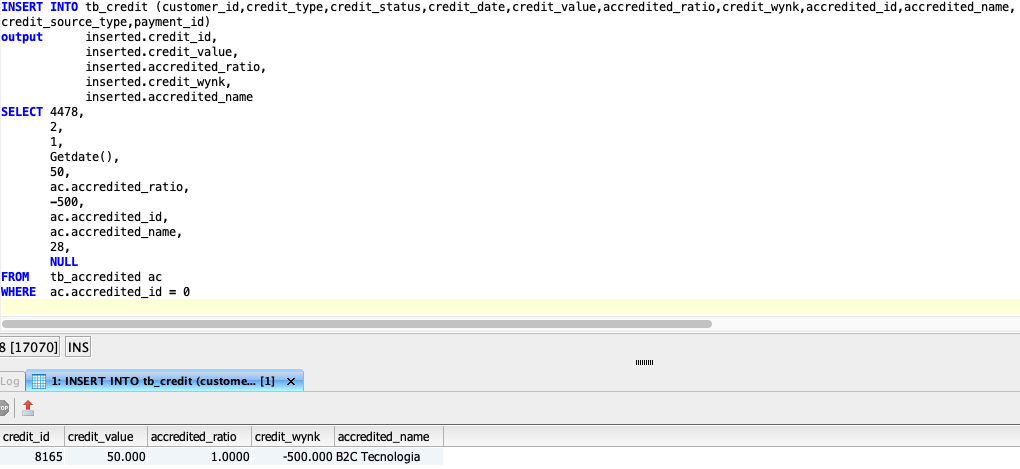 INSERT INTO tb_credit (customer_id,credit_type,credit_status,credit_date,credit_value,accredited_ratio,credit_wynk,accredited_id,accredited_name,
credit_source_type,payment_id)
output inserted.credit_id,
inserted.credit_value,
inserted.accredited_ratio,
inserted.credit_wynk,
inserted.accredited_name
SELECT 4478,
2,
1,
Getdate(),
50,
ac.accredited_ratio,
-500,
ac.accredited_id,
ac.accredited_name,
28,
NULL
FROM tb_accredited ac
WHERE ac.accredited_id = 0
8 [17070] INS
Log 1: INSERT INTO tb_credit (custome... [1] ×
credit_id credit_value accredited_ratio credit_wynk accredited_name
8165 50.000 1.0000 -500.000 B2C Tecnologia